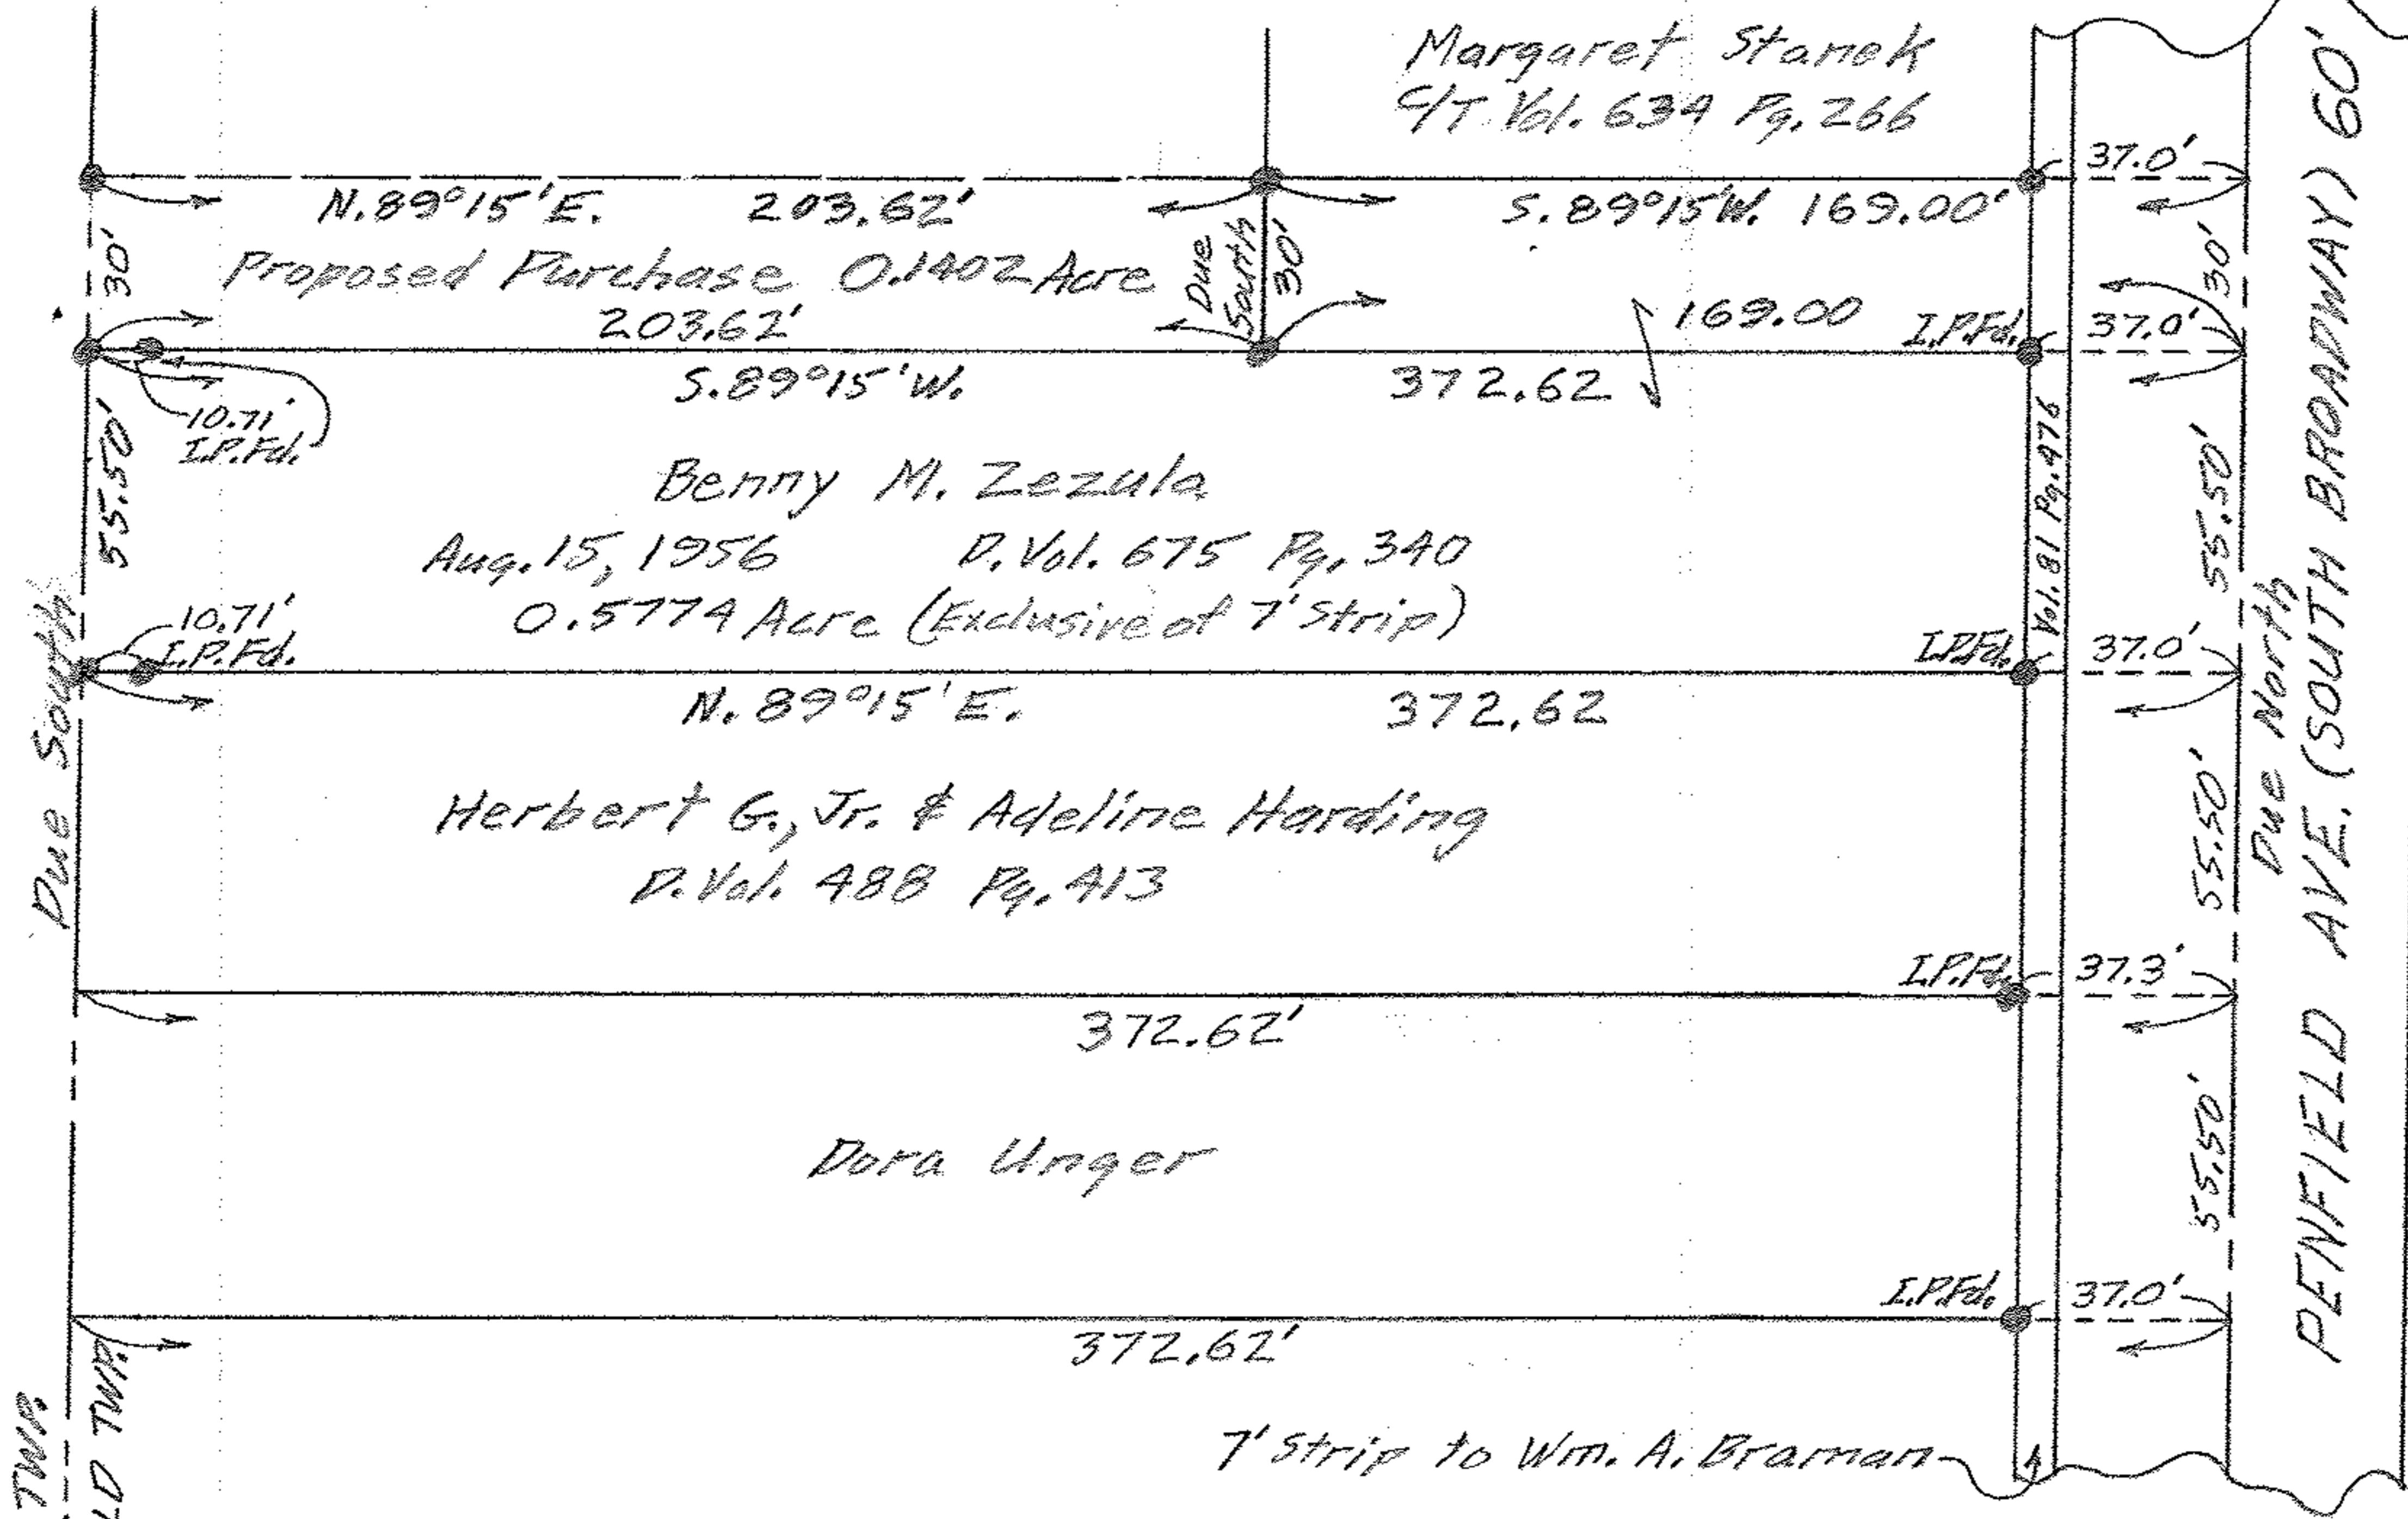 Margaret Stanek
C/T Vol. 634 Pg. 266
37.0'
N.89°15'E. 203.62'
S.89°15'W. 169.00'
30'
Proposed Purchase 0.1402 Acre
Due South 30'
30'
203.62'
169.00
I.P.Fd.
37.0'
S.89°15'W.
372.62
10.71'
I.P.Fd.
55.50'
Benny M. Zezula
Aug. 15, 1956 D. Vol. 675 Pg. 340
0.5774 Acre (Exclusive of 7' Strip)
Vol. 81 Pg. 476
55.50'
10.71'
I.P.Fd.
I.P.Fd.
37.0'
N. 89°15'E.
372.62
Due South
Herbert G., Jr. & Adeline Harding
D. Vol. 488 Pg. 413
55.50'
Due North
PENFIELD AVE. (SOUTH BROADWAY) 60'
I.P.Fd.
37.3'
372.62'
Dora Unger
55.50'
I.P.Fd.
37.0'
372.62'
TWP.
LD TWP.
7' Strip to Wm. A. Braman